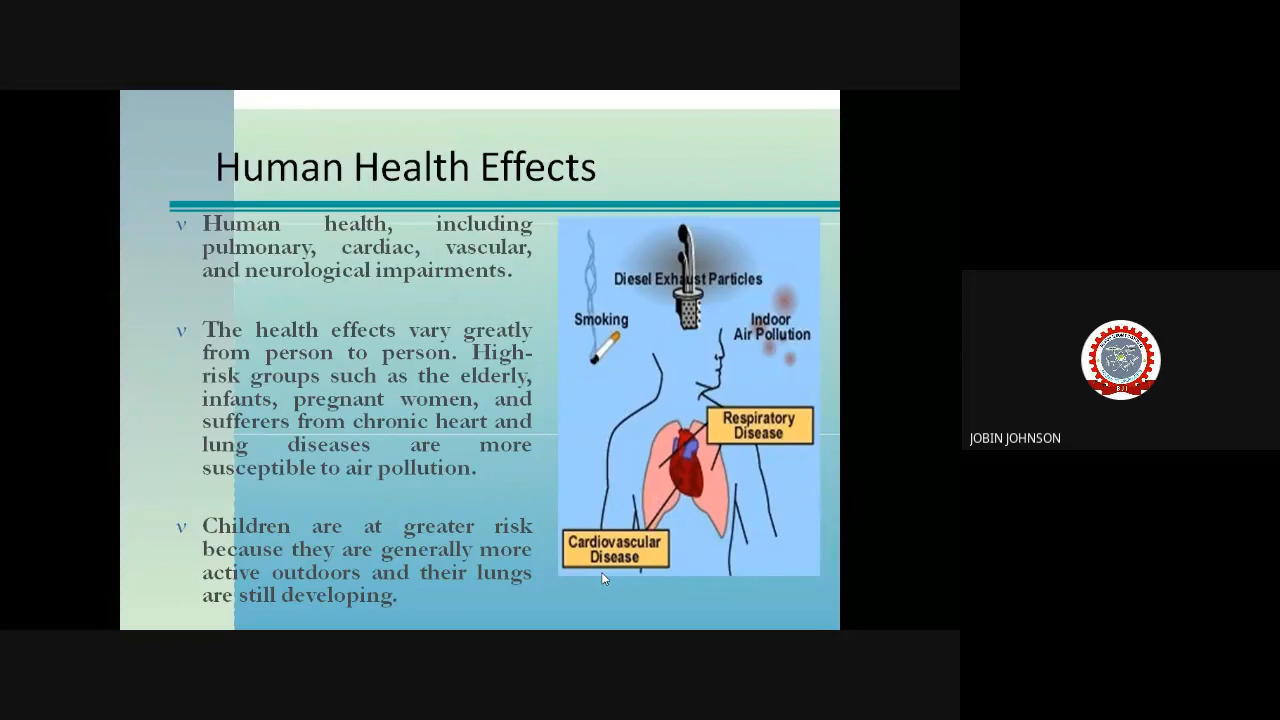 Human Health Effects
v Human health, including
pulmonary, cardiac, vascular,
and neurological impairments.
v The health effects vary greatly
from person to person. High-
risk groups such as the elderly,
infants, pregnant women, and
sufferers from chronic heart and
lung diseases are more
susceptible to air pollution.
v Children are at greater risk
because they are generally more
active outdoors and their lungs
are still developing.
Diesel Exhaust Particles
Smoking
Indoor
Air Pollution
Respiratory
Disease
Cardiovascular
Disease
BJI
JOBIN JOHNSON